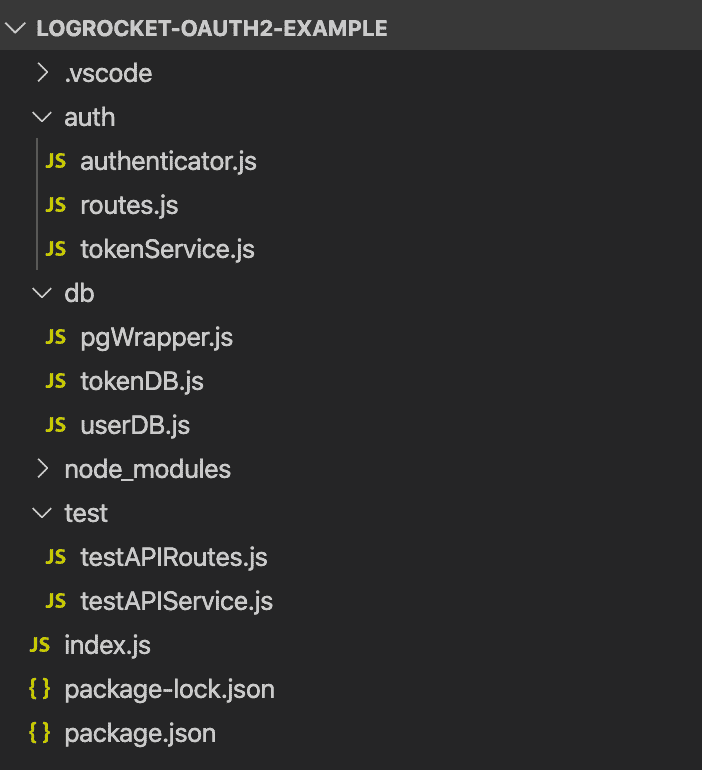 LOGROCKET-OAUTH2-EXAMPLE
.vscode
auth
JS authenticator.js
JS routes.js
JS tokenService.js
db
JS pgWrapper.js
JS tokenDB.js
JS userDB.js
node_modules
test
JS testAPIRoutes.js
JS testAPIService.js
JS index.js
{} package-lock.json
{} package.json